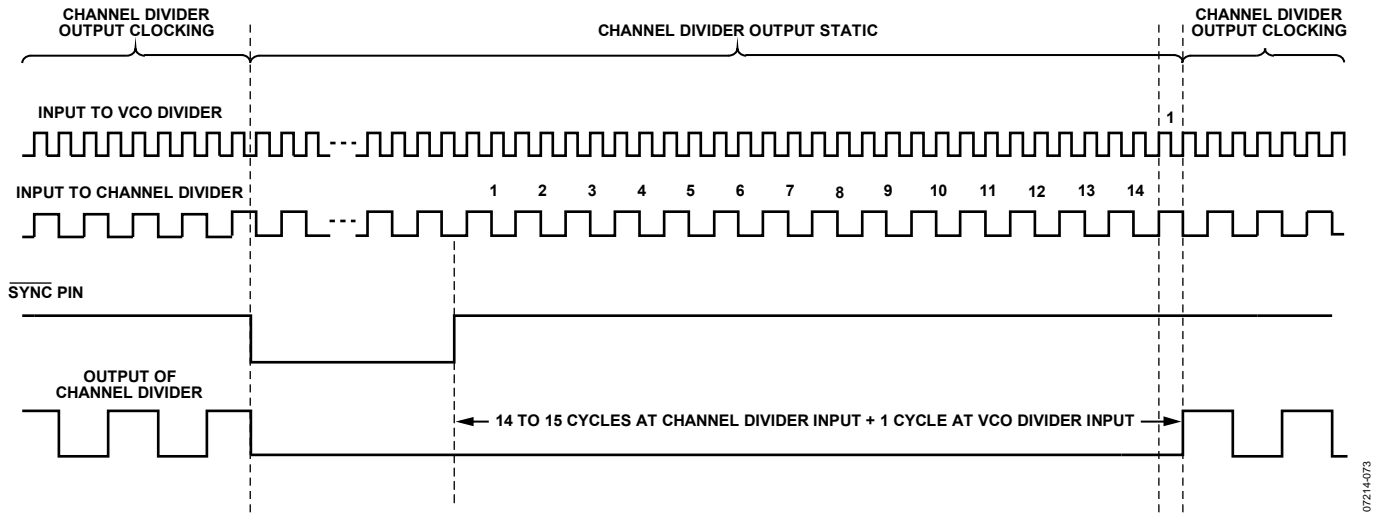 CHANNEL DIVIDER
OUTPUT CLOCKING
CHANNEL DIVIDER OUTPUT STATIC
CHANNEL DIVIDER
OUTPUT CLOCKING
INPUT TO VCO DIVIDER
1
INPUT TO CHANNEL DIVIDER
1 2 3 4 5 6 7 8 9 10 11 12 13 14
SYNC PIN
OUTPUT OF
CHANNEL DIVIDER
14 TO 15 CYCLES AT CHANNEL DIVIDER INPUT + 1 CYCLE AT VCO DIVIDER INPUT
07214-073